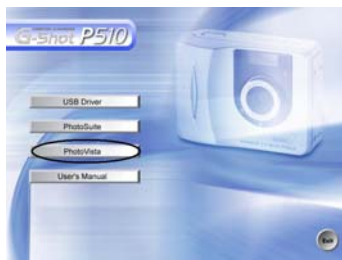 G-Shot P510
USB Driver
PhotoSuite
PhotoVista
User's Manual
Exit